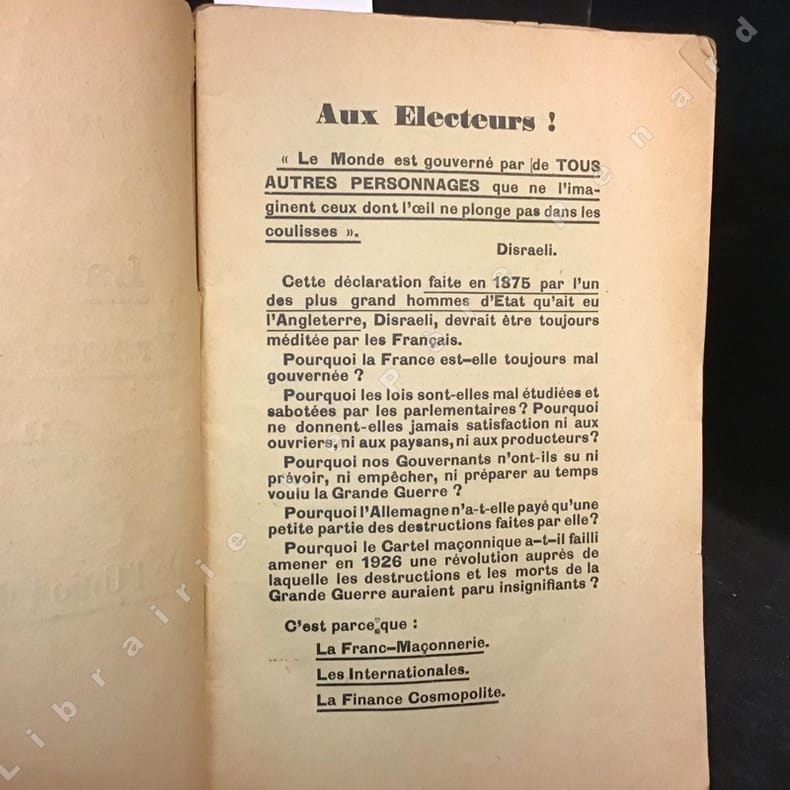 Aux Electeurs !
« Le Monde est gouverné par de TOUS
AUTRES PERSONNAGES que ne l'ima-
ginent ceux dont l'œil ne plonge pas dans les
coulisses ».
Disraeli.
Cette déclaration faite en 1875 par l'un
des plus grand hommes d'Etat qu'ait eu
l'Angleterre, Disraeli, devrait être toujours
méditée par les Français.
Pourquoi la France est-elle toujours mal
gouvernée ?
Pourquoi les lois sont-elles mal étudiées et
sabotées par les parlementaires ? Pourquoi
ne donnent-elles jamais satisfaction ni aux
ouvriers, ni aux paysans, ni aux producteurs ?
Pourquoi nos Gouvernants n'ont-ils su ni
prévoir, ni empêcher, ni préparer au temps
voulu la Grande Guerre ?
Pourquoi l'Allemagne n'a-t-elle payé qu'une
petite partie des destructions faites par elle ?
Pourquoi le Cartel maçonnique a-t-il failli
amener en 1926 une révolution auprès de
laquelle les destructions et les morts de la
Grande Guerre auraient paru insignifiants ?
C'est parce que :
La Franc-Maçonnerie.
Les Internationales.
La Finance Cosmopolite.
Librairie